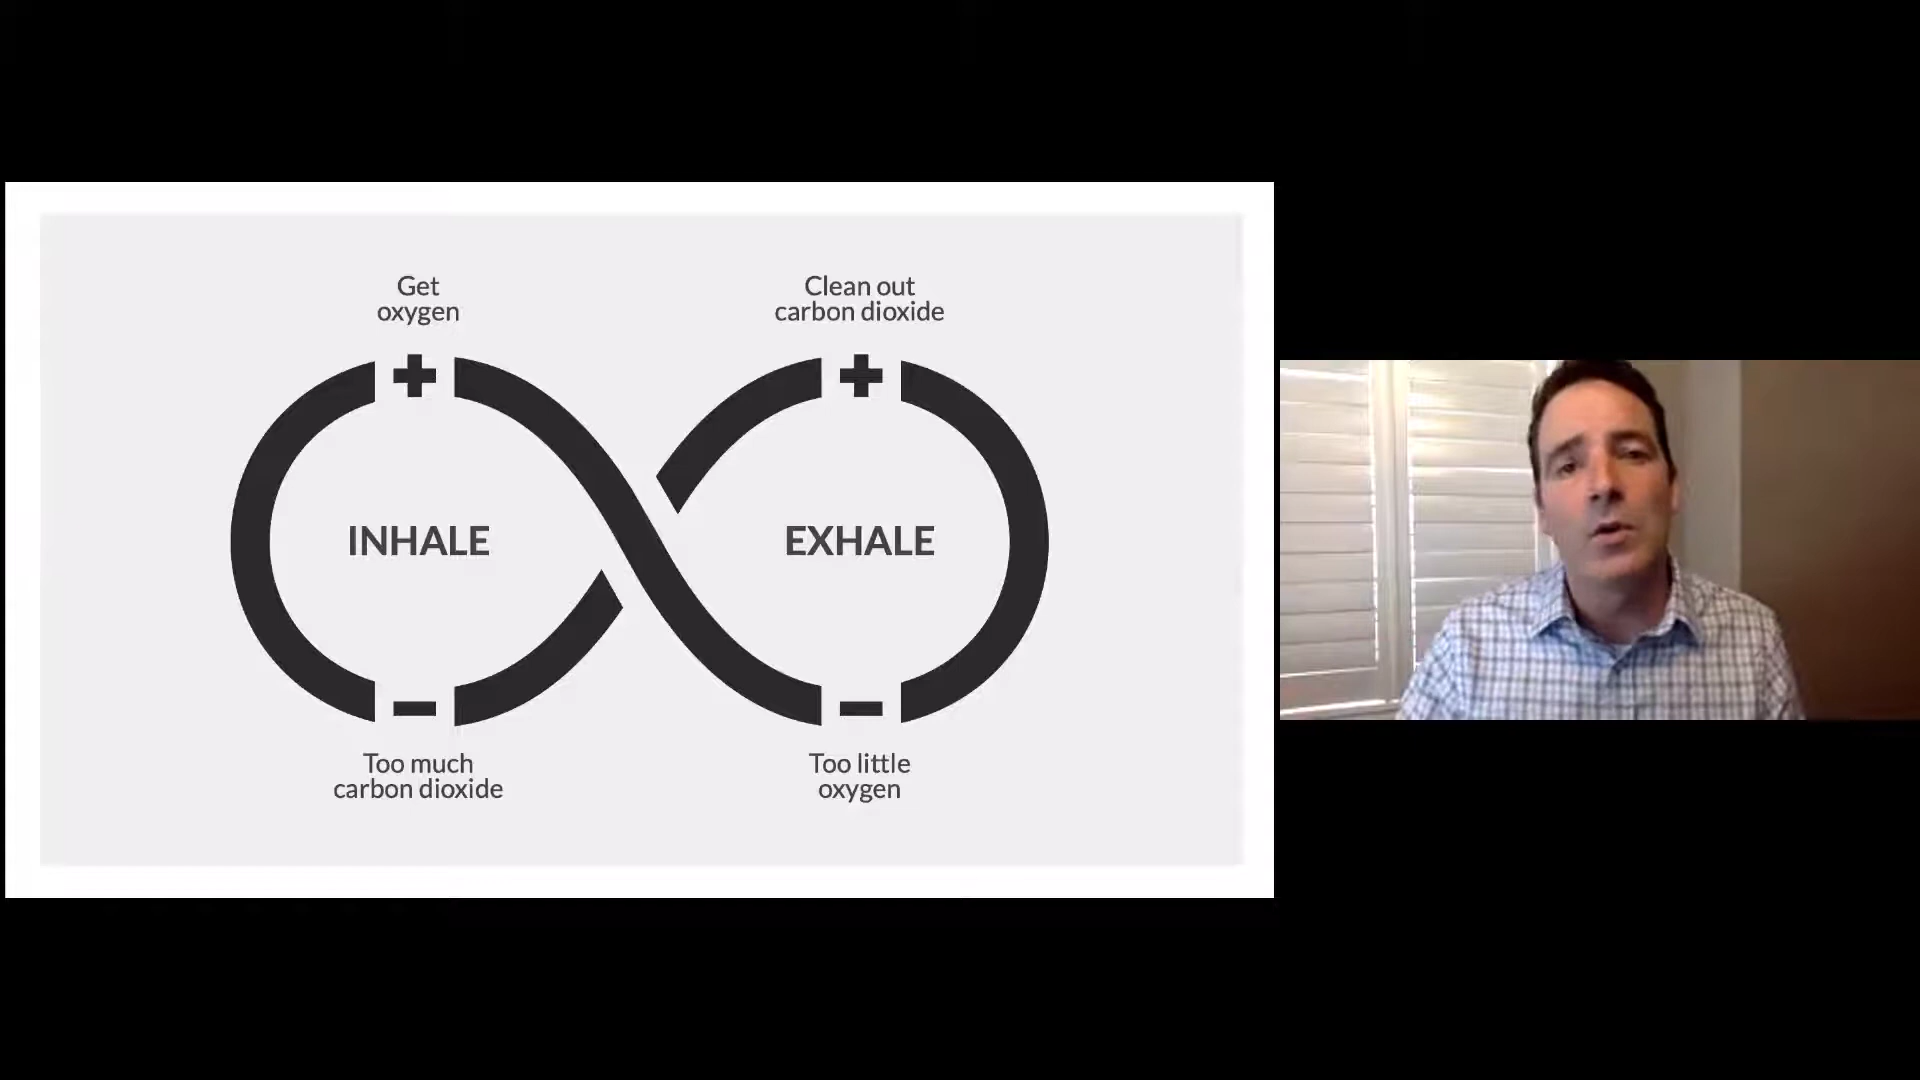 Get
oxygen
Clean out
carbon dioxide
INHALE
EXHALE
Too much
carbon dioxide
Too little
oxygen